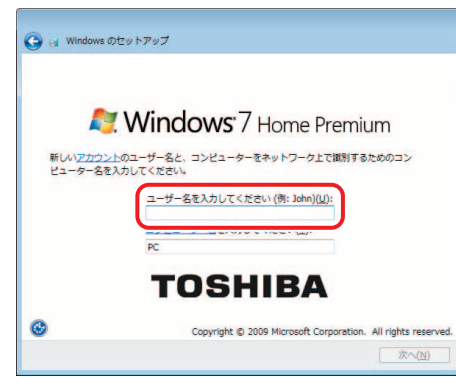 Windows のセットアップ
Windows 7 Home Premium
新しいアカウントのユーザー名と、コンピューターをネットワーク上で識別するためのコン
ピューター名を入力してください。
ユーザー名を入力してください (例: John)(U):
PC
TOSHIBA
Copyright © 2009 Microsoft Corporation. All rights reserved.
次へ(N)